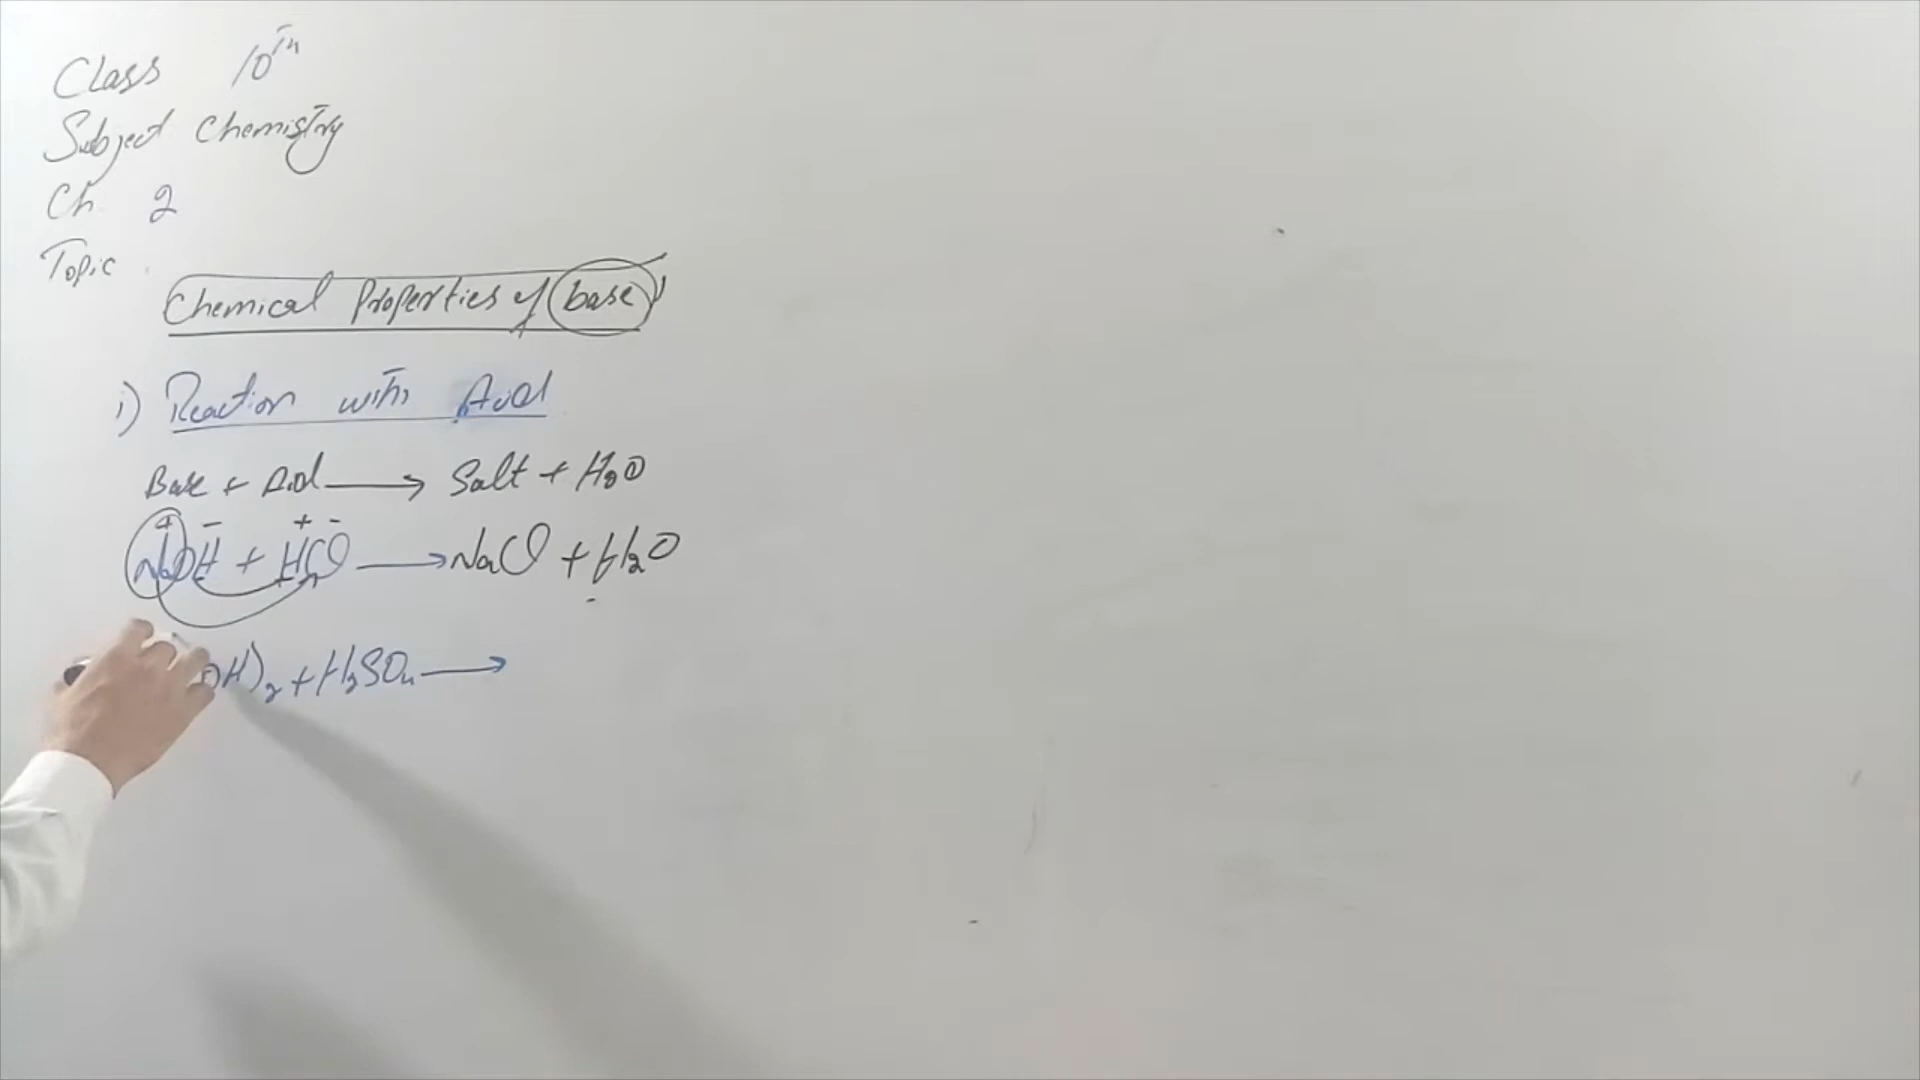 Class 10th
Subject Chemistry
Ch. 2
Topic
Chemical Properties of base
i) Reaction with Acid
Base + Acid → Salt + H2O
+ - + -
NaOH + HCl → NaCl + H2O
OH)2 + H2SO4 →